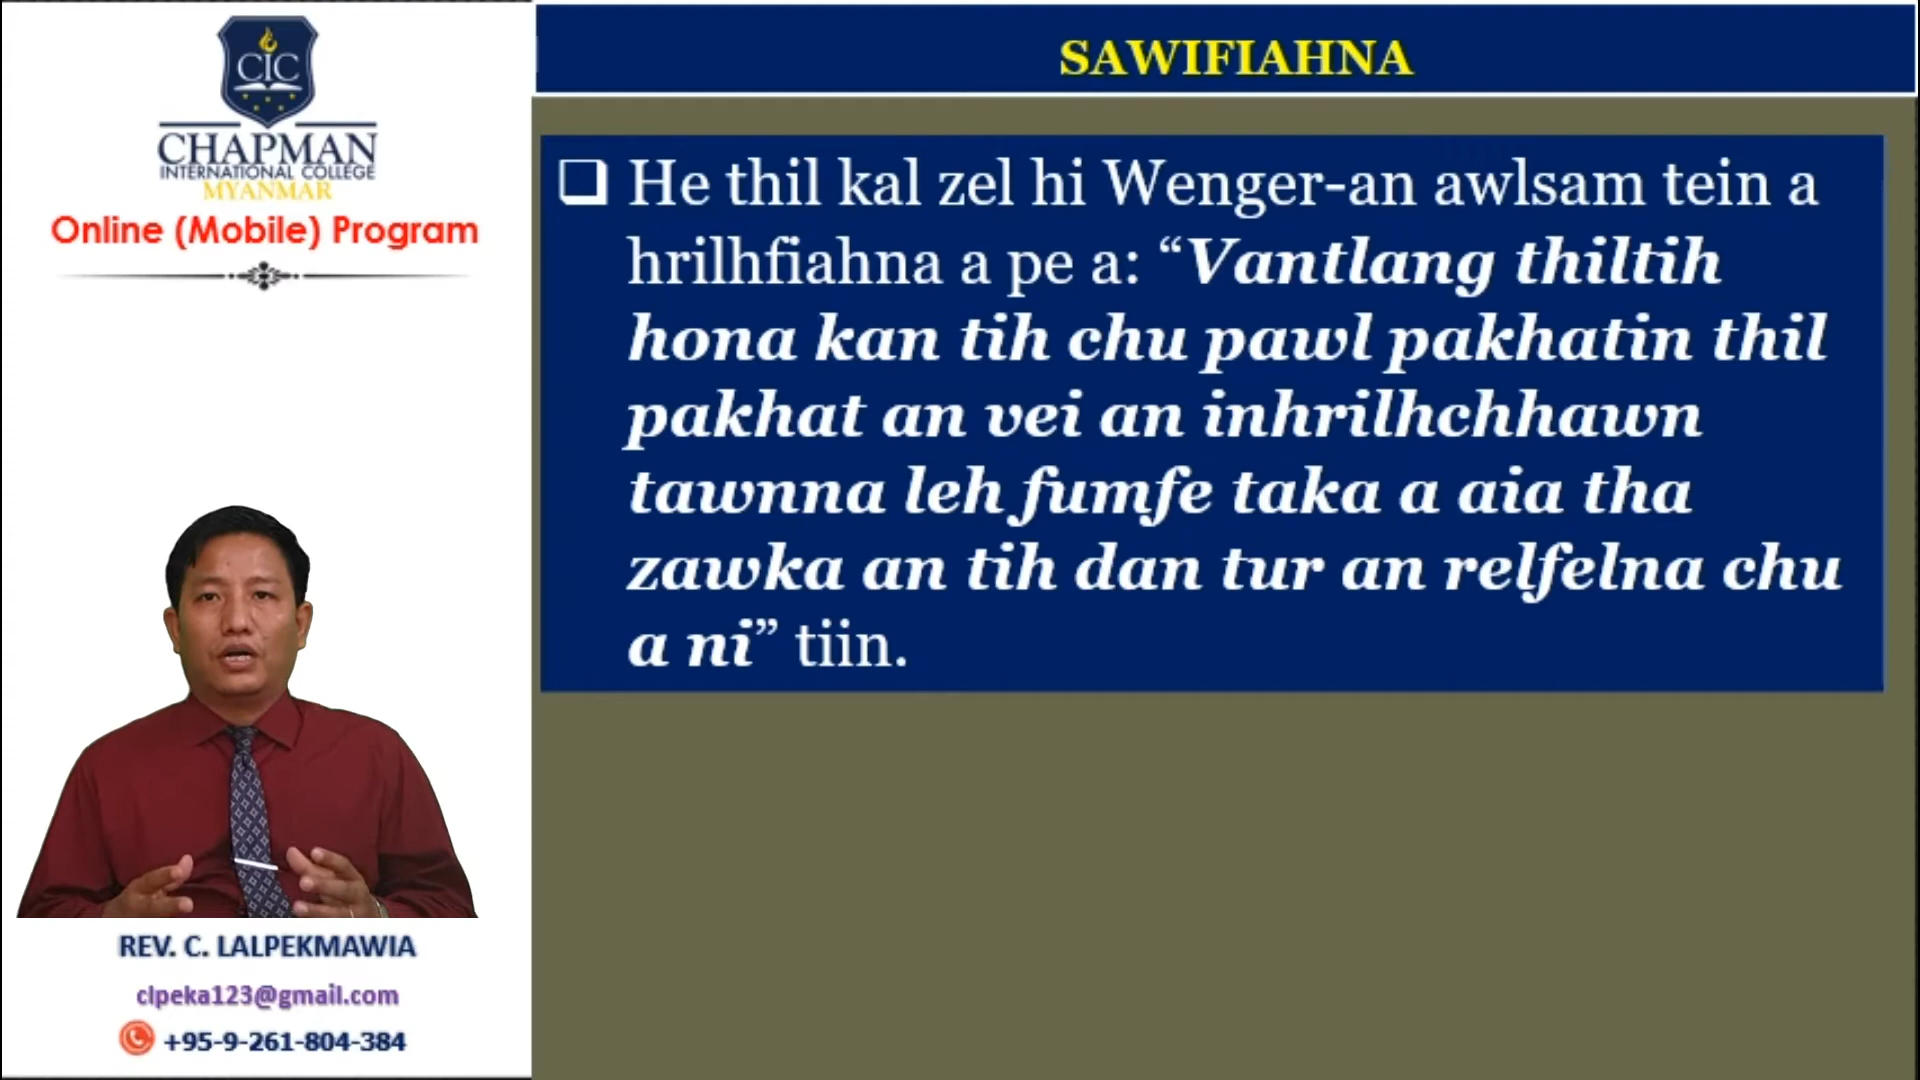 CIC
CHAPMAN
INTERNATIONAL COLLEGE
MYANMAR
Online (Mobile) Program
REV. C. LALPEKMAWIA
clpeka123@gmail.com
+95-9-261-804-384
SAWIFIAHNA
❑ He thil kal zel hi Wenger-an awlsam tein a
hrilhfiahna a pe a: “Vantlang thiltih
hona kan tih chu pawl pakhatin thil
pakhat an vei an inhrilhchhawn
tawnna leh fumfe taka a aia tha
zawka an tih dan tur an relfelna chu
a ni” tiin.